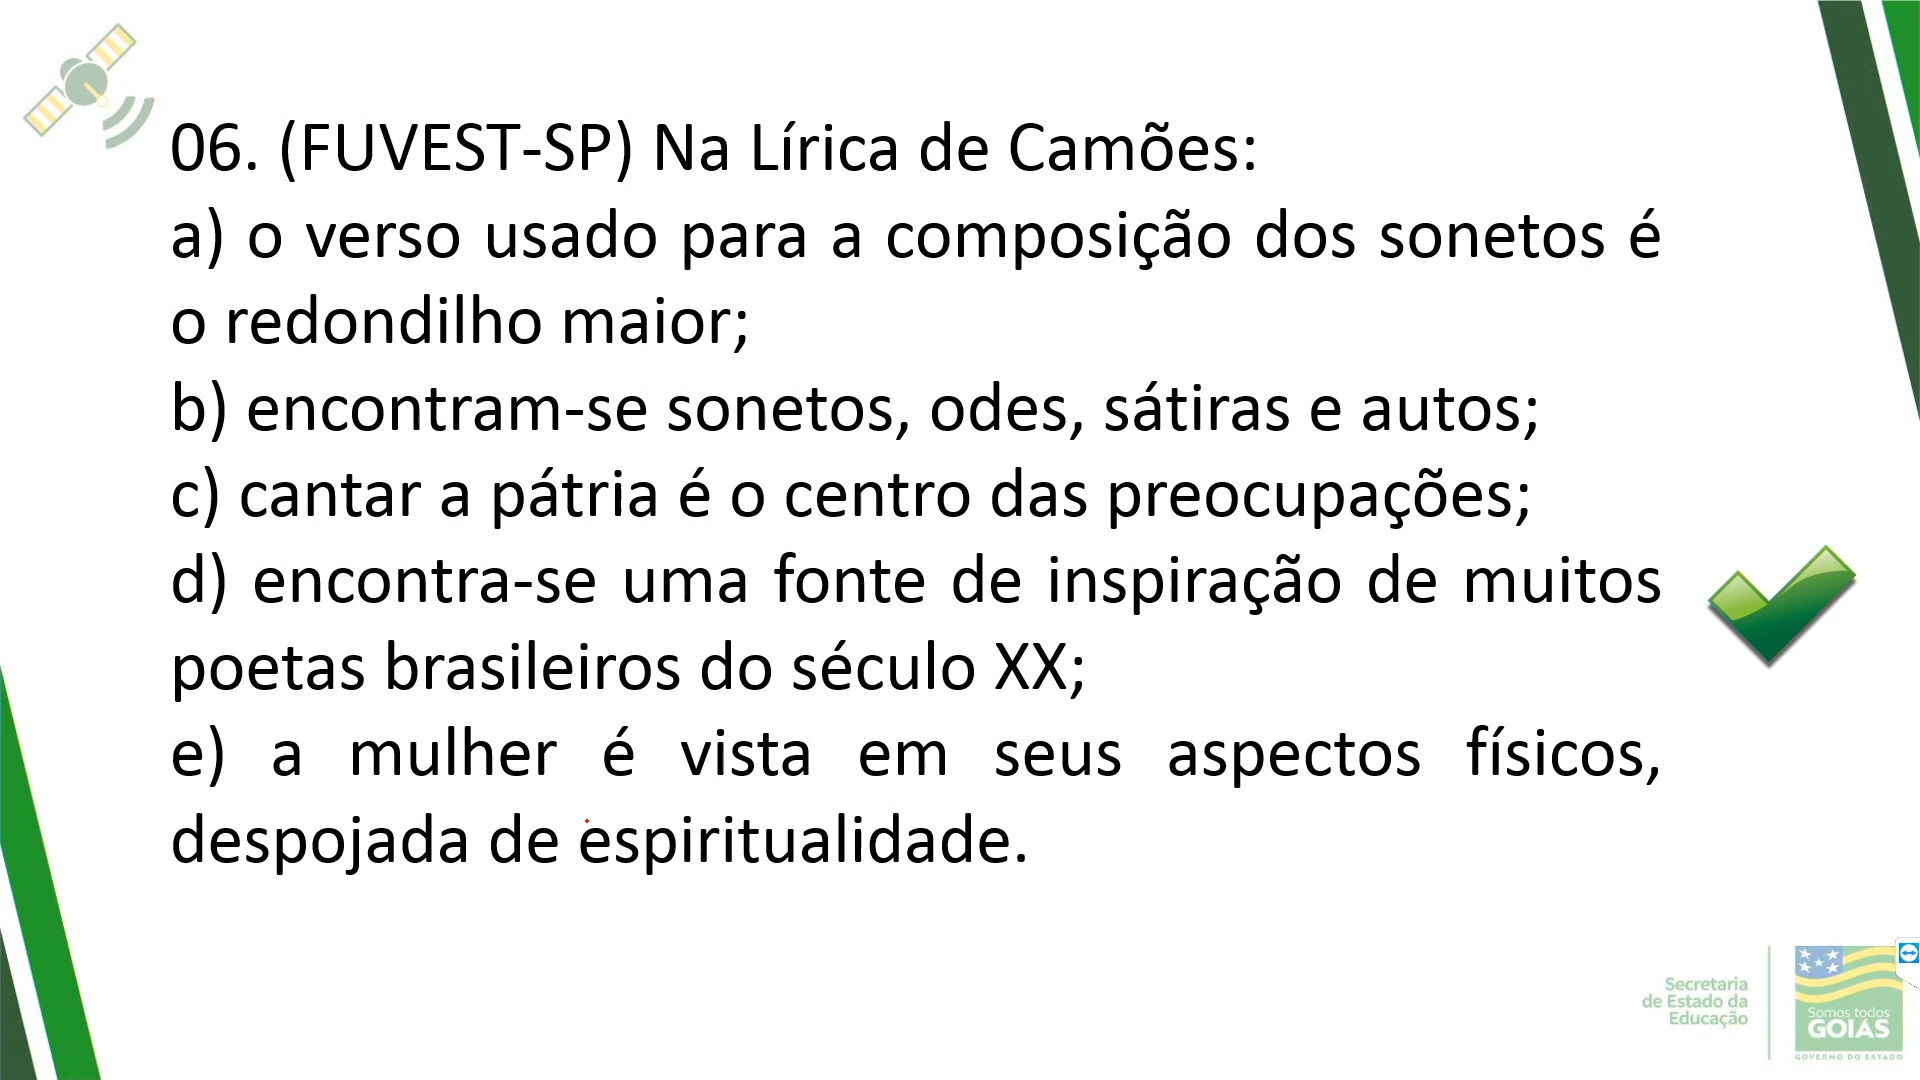 06. (FUVEST-SP) Na Lírica de Camões:
a) o verso usado para a composição dos sonetos é
o redondilho maior;
b) encontram-se sonetos, odes, sátiras e autos;
c) cantar a pátria é o centro das preocupações;
d) encontra-se uma fonte de inspiração de muitos
poetas brasileiros do século XX;
e) a mulher é vista em seus aspectos físicos,
despojada de espiritualidade.
Secretaria
de Estado da
Educação
Somos todos
GOIÁS
GOVERNO DO ESTADO